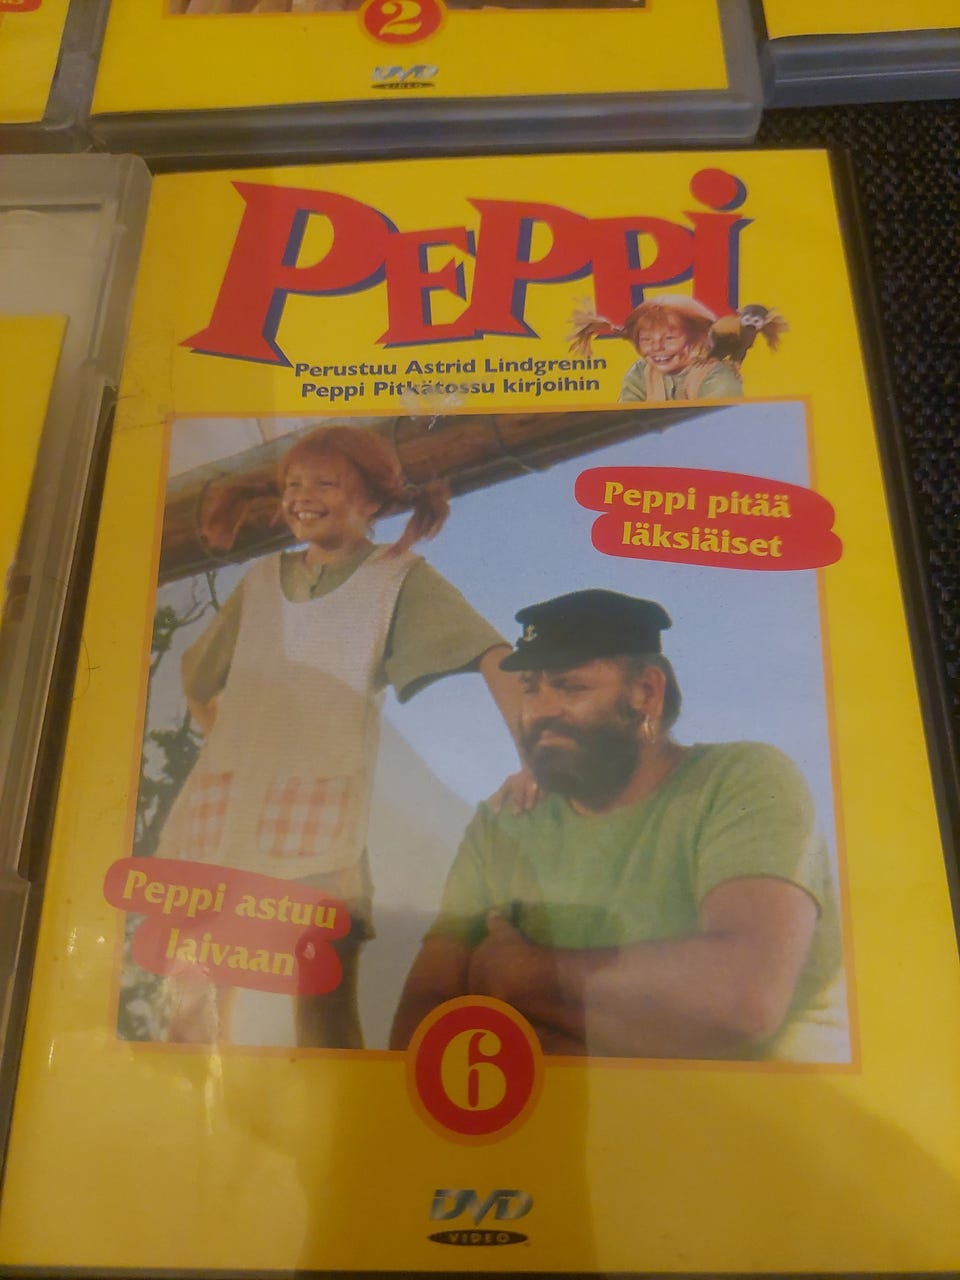 2
DVD
VIDEO
PEPPI
Perustuu Astrid Lindgrenin
Peppi Pitkätossu kirjoihin
Peppi pitää
läksiäiset
Peppi astuu
laivaan
6
DVD
VIDEO